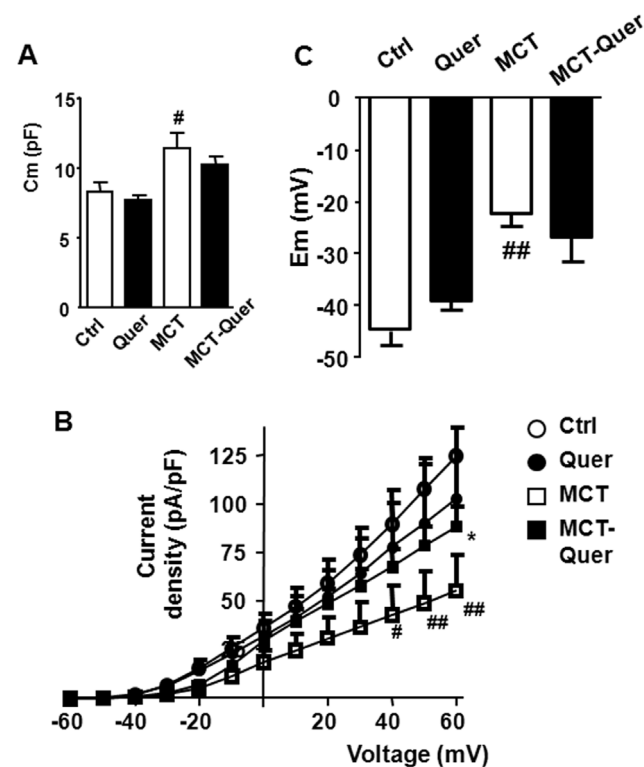 A
Cm (pF)
15
10
5
0
#
Ctrl
Quer
MCT
MCT-Quer
C
Ctrl
Quer
MCT
MCT-Quer
Em (mV)
0
-10
-20
-30
-40
-50
##
B
Current
density (pA/pF)
125
100
75
50
-60
-40
-20
20
40
60
Voltage (mV)
*
#
##
##
Ctrl
Quer
MCT
MCT-
Quer